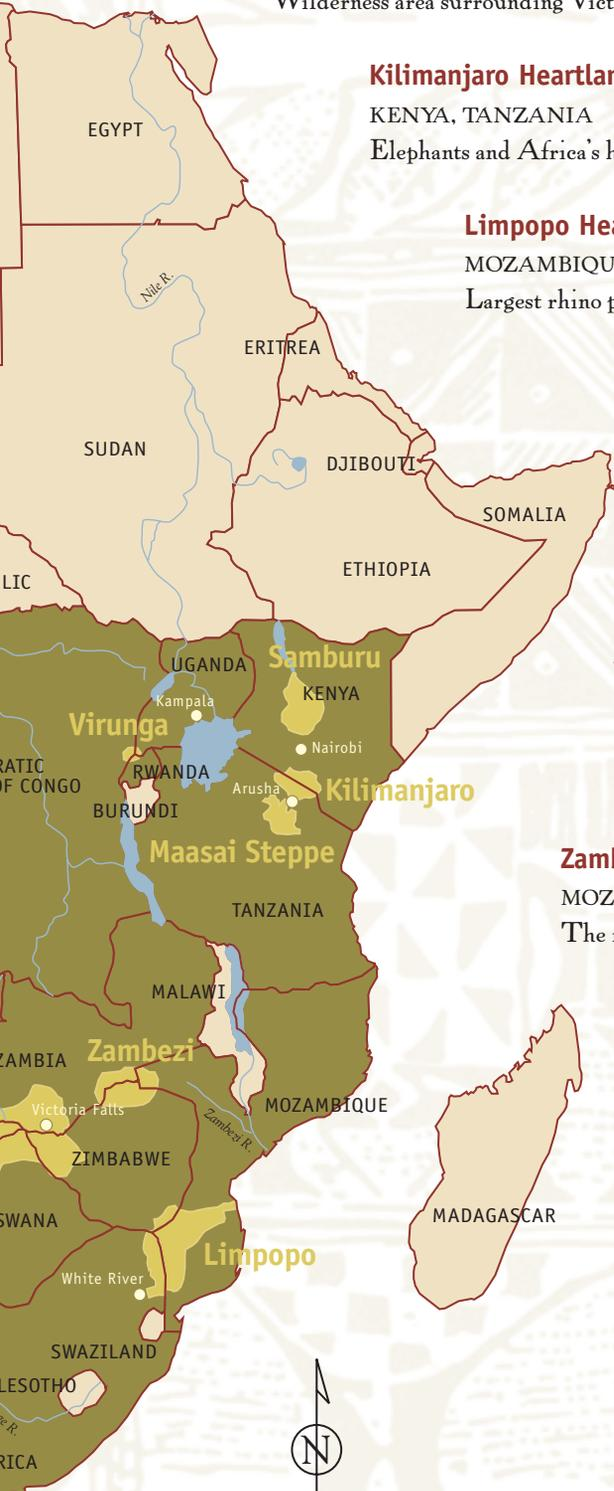 Wilderness area surrounding Vict
Kilimanjaro Heartlan
KENYA, TANZANIA
Elephants and Africa's h
Limpopo Hea
MOZAMBIQU
Largest rhino p
EGYPT
Nile R.
ERITREA
SUDAN
DJIBOUTI
SOMALIA
ETHIOPIA
LIC
UGANDA
Samburu
KENYA
Kampala
Virunga
Nairobi
RATIC
OF CONGO
RWANDA
Arusha
Kilimanjaro
BURUNDI
Maasai Steppe
Zamb
MOZ
The
TANZANIA
MALAWI
ZAMBIA
Zambezi
Victoria Falls
MOZAMBIQUE
Zambezi R.
ZIMBABWE
SWANA
MADAGASCAR
Limpopo
White River
SWAZILAND
LESOTHO
ge R.
RICA
N